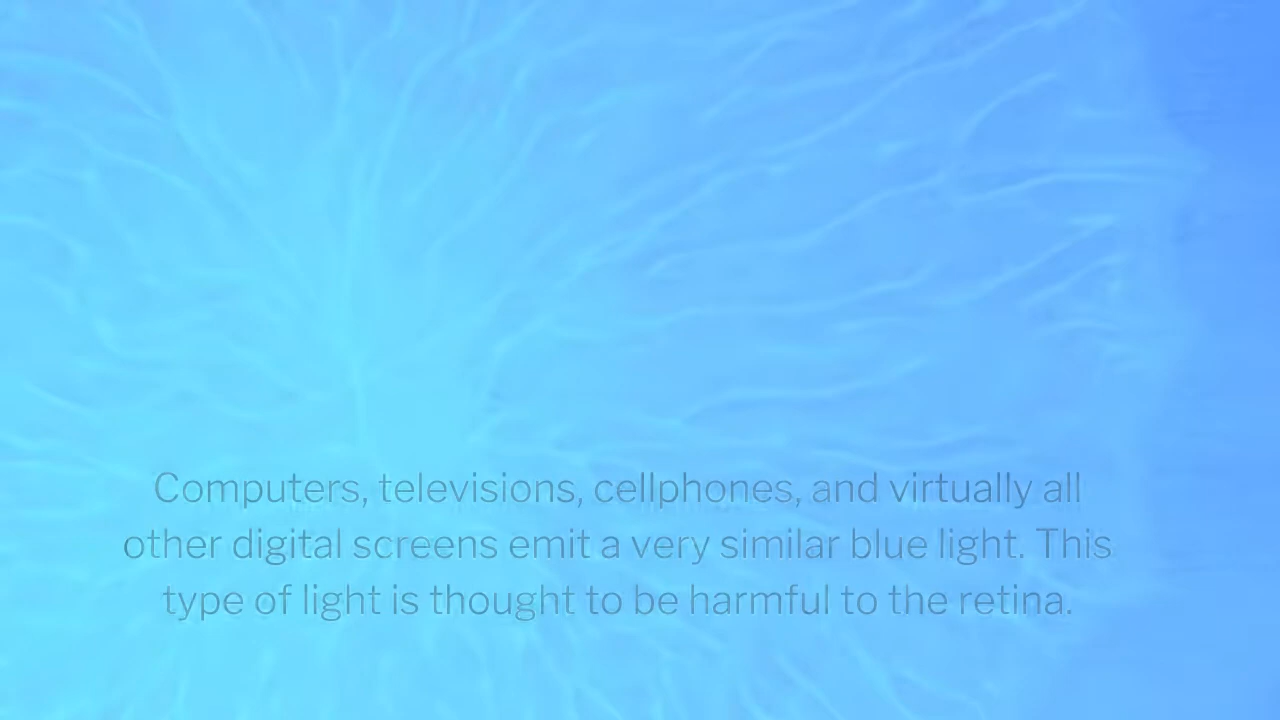 Computers, televisions, cellphones, and virtually all
other digital screens emit a very similar blue light. This
type of light is thought to be harmful to the retina.